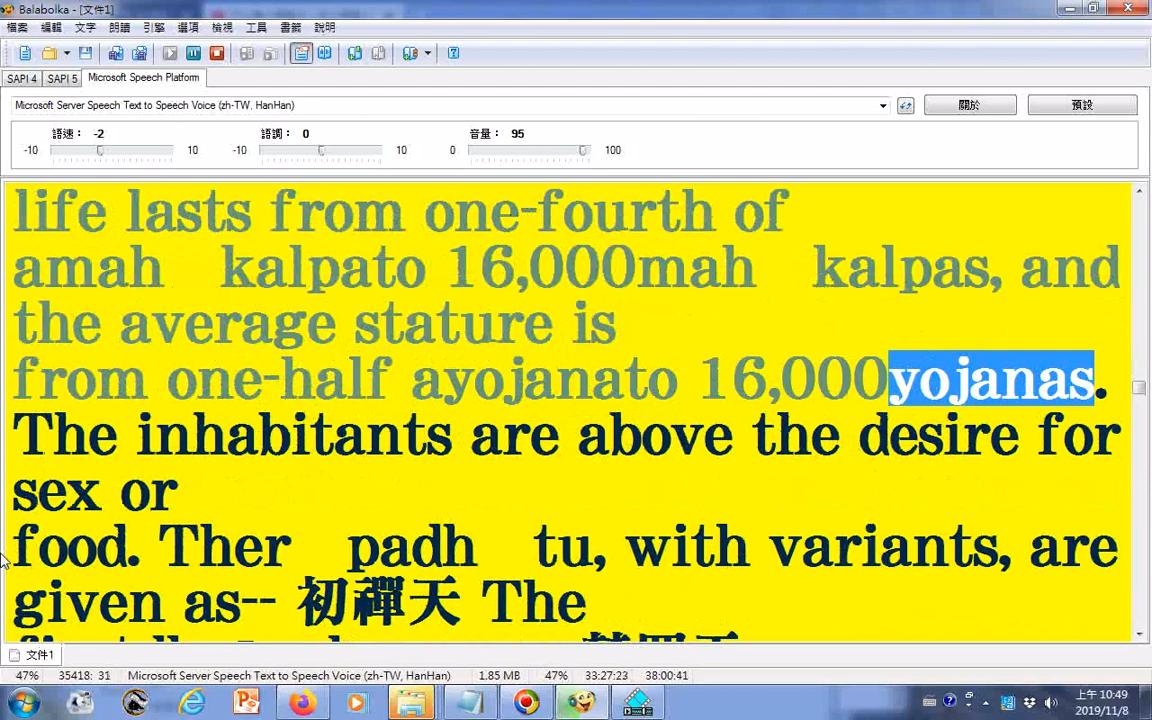 Balabolka - [文件1]
檔案 編輯 文字 朗讀 引擎 選項 檢視 工具 書籤 說明
SAPI 4 SAPI 5 Microsoft Speech Platform
Microsoft Server Speech Text to Speech Voice (zh-TW, HanHan) 關於 預設
語速： -2 語調： 0 音量： 95
-10 10 -10 10 0 100
life lasts from one-fourth of
amah kalpato 16,000mah kalpas, and
the average stature is
from one-half ayojanato 16,000yojanas.
The inhabitants are above the desire for
sex or
food. Ther padh tu, with variants, are
given as-- 初禪天 The
文件1
47% 35418: 31 Microsoft Server Speech Text to Speech Voice (zh-TW, HanHan) 1.85 MB 47% 33:27:23 38:00:41
上午 10:49
2019/11/8